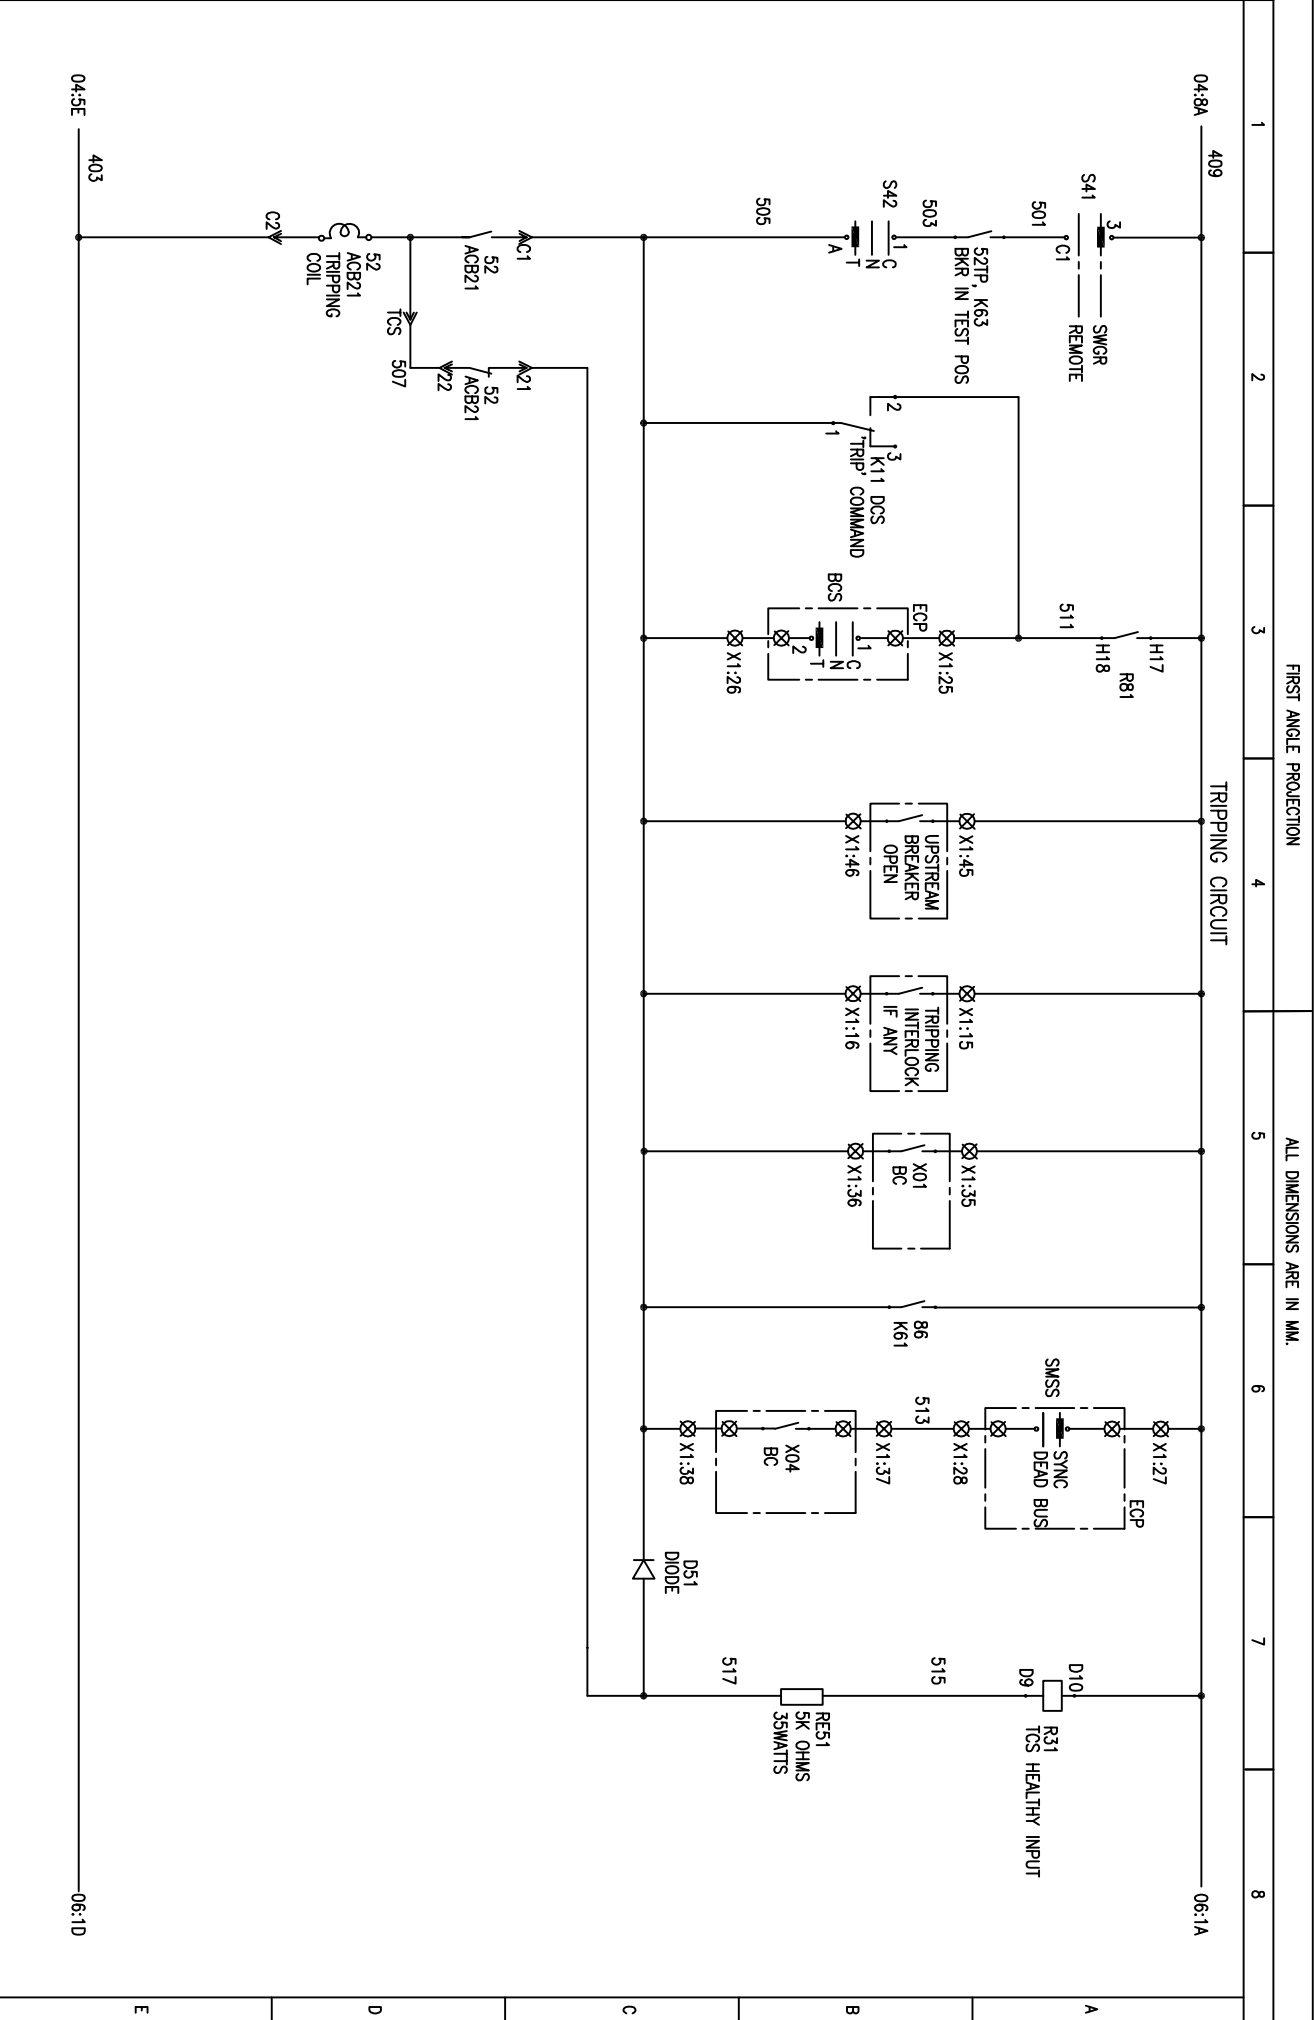 FIRST ANGLE PROJECTION
ALL DIMENSIONS ARE IN MM.
1
2
3
4
5
6
7
8
A
B
C
D
E
TRIPPING CIRCUIT
04:8A
409
06:1A
S41
3
SWGR
REMOTE
C1
501
52TP, K63
BKR IN TEST POS
503
S42
1
C
N
T
A
505
2
3
1
K11 DCS
'TRIP' COMMAND
H17
R81
H18
511
X1:25
ECP
BCS
1
C
N
T
2
X1:26
X1:45
UPSTREAM
BREAKER
OPEN
X1:46
X1:15
TRIPPING
INTERLOCK
IF ANY
X1:16
X1:35
X01
BC
X1:36
86
K61
X1:27
ECP
SMSS
SYNC
DEAD BUS
X1:28
513
X1:37
X04
BC
X1:38
D10
R31
TCS HEALTHY INPUT
D9
515
RE51
5K OHMS
35WATTS
517
D51
DIODE
C1
52
ACB21
21
52
ACB21
22
507
TCS
52
ACB21
TRIPPING
COIL
C2
04:5E
403
06:1D